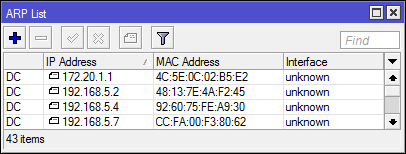 ARP List
Find
IP Address MAC Address Interface
DC 172.20.1.1 4C:5E:0C:02:B5:E2 unknown
DC 192.168.5.2 48:13:7E:4A:F2:45 unknown
DC 192.168.5.4 92:60:75:FE:A9:30 unknown
DC 192.168.5.7 CC:FA:00:F3:80:62 unknown
43 items